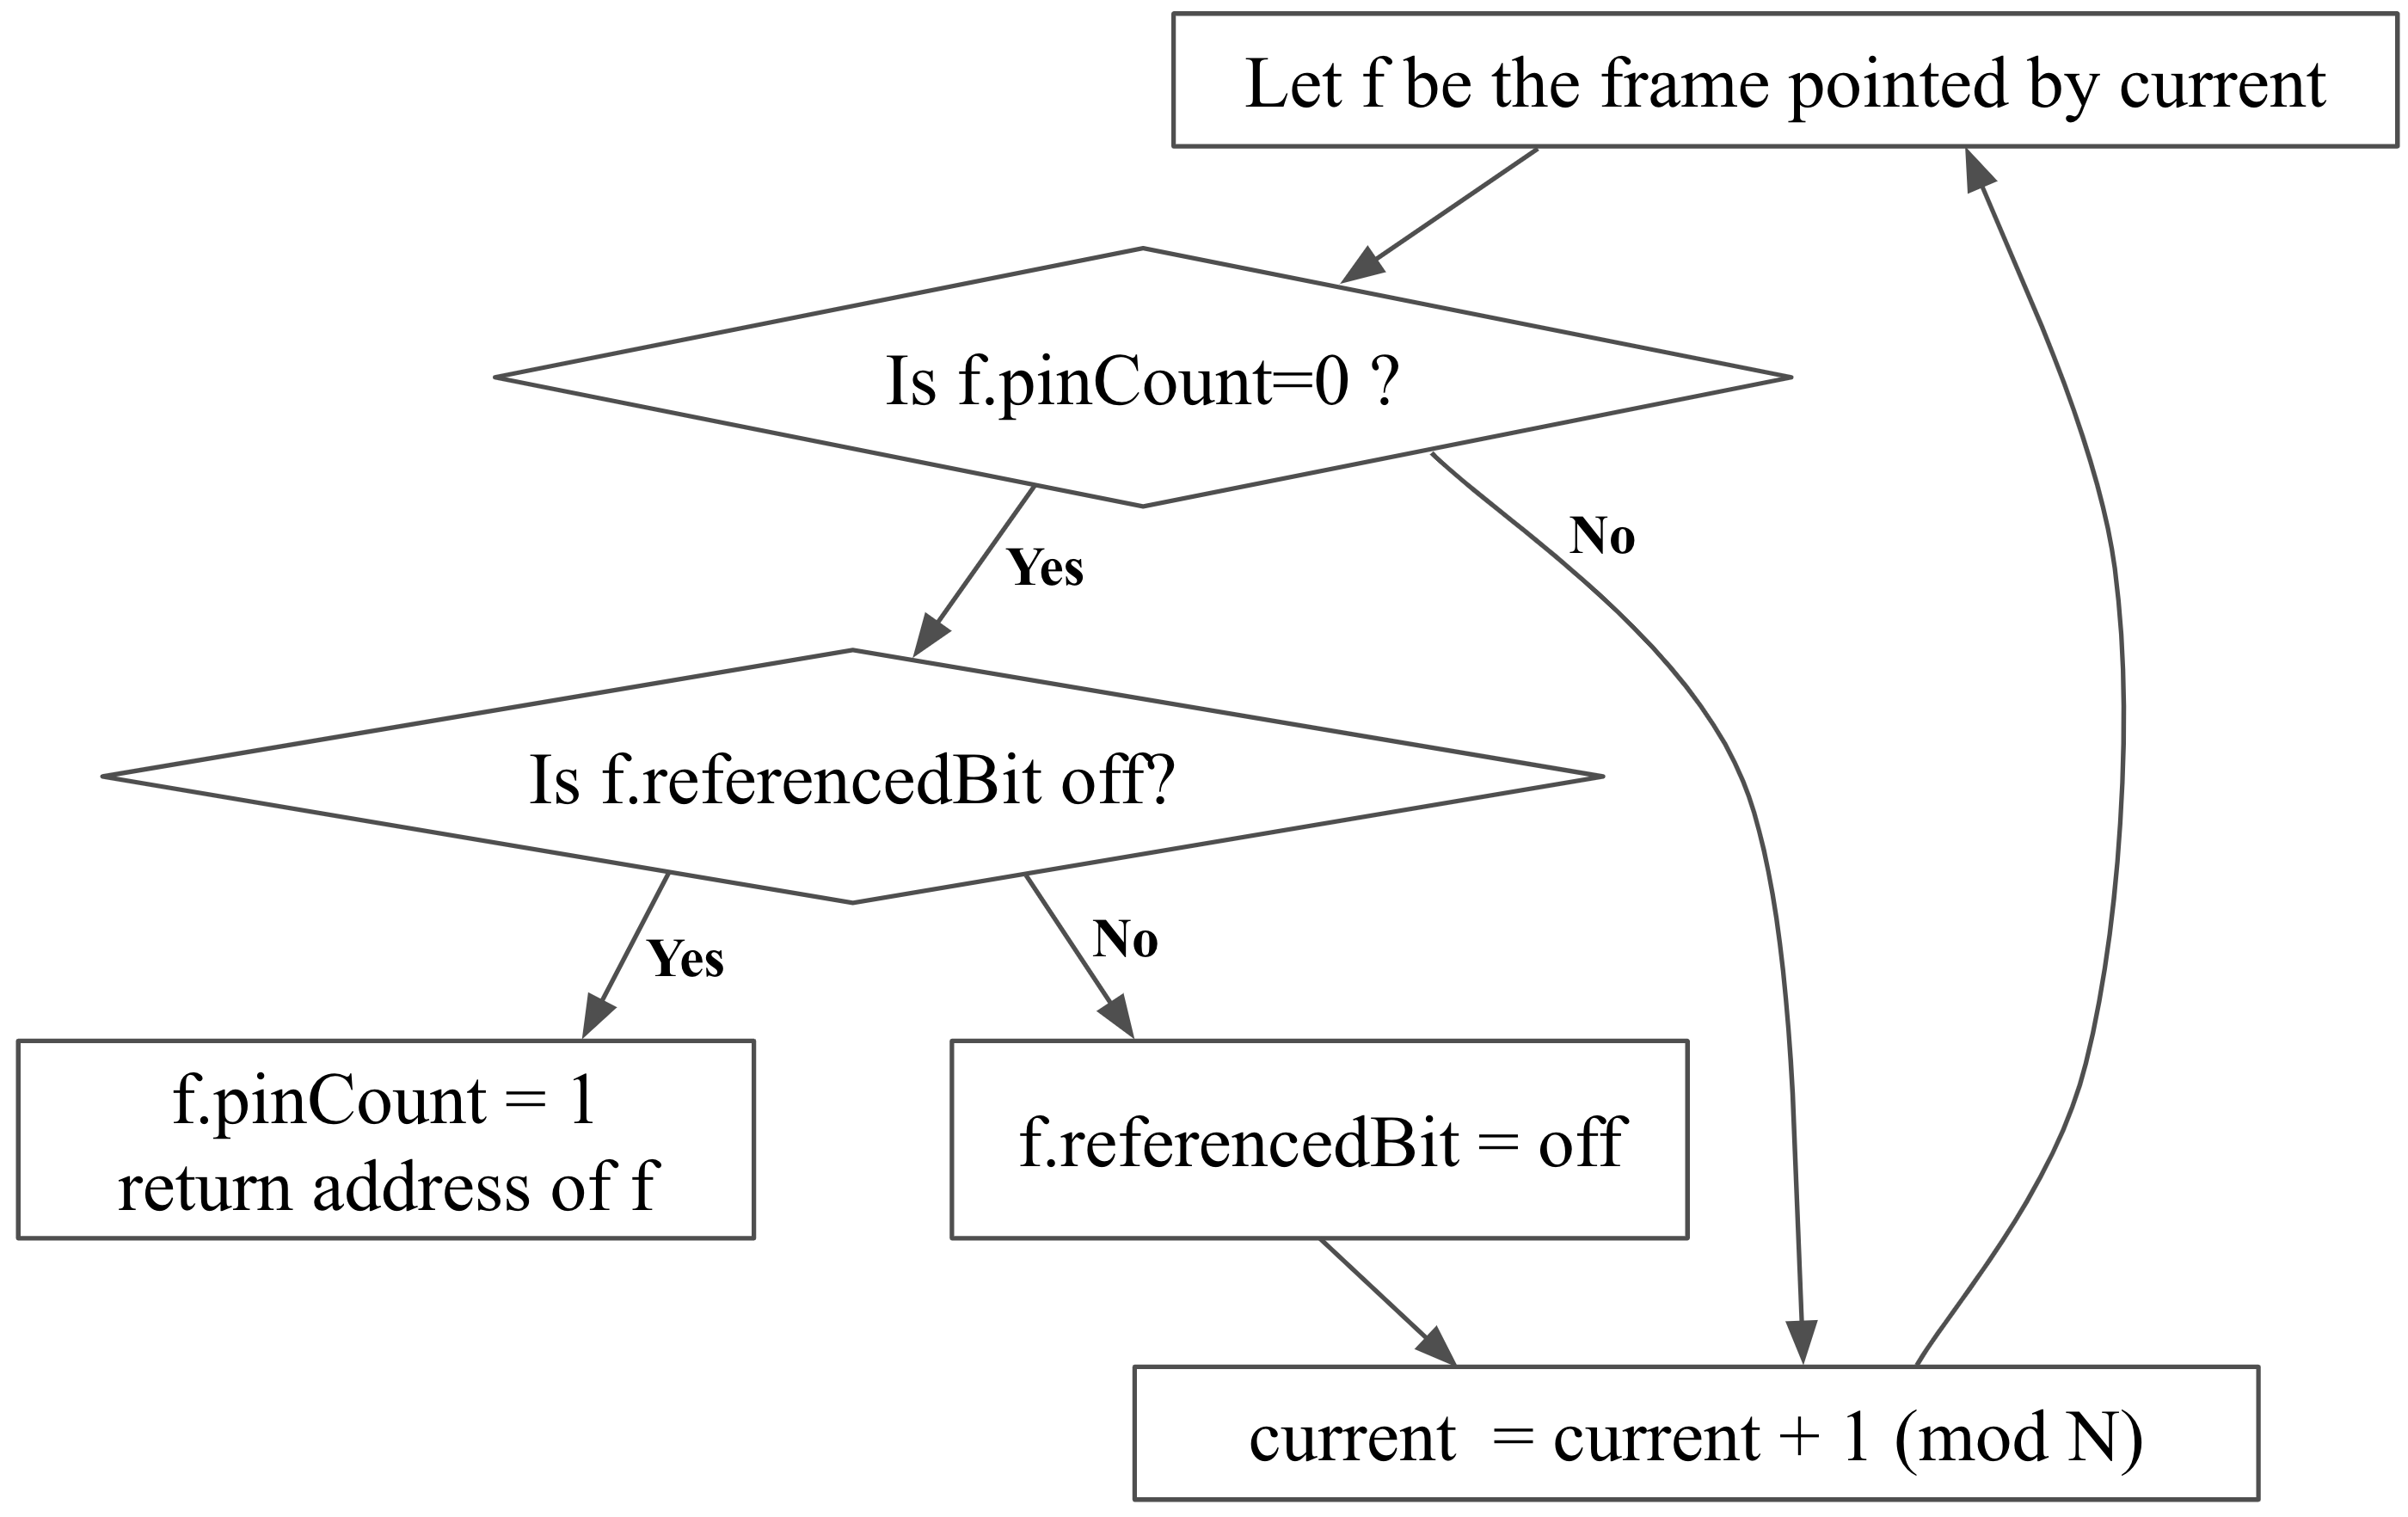 Let f be the frame pointed by current
Is f.pinCount=0 ?
Yes
No
Is f.referencedBit off?
Yes
No
f.pinCount = 1
return address of f
f.referencedBit = off
current = current + 1 (mod N)